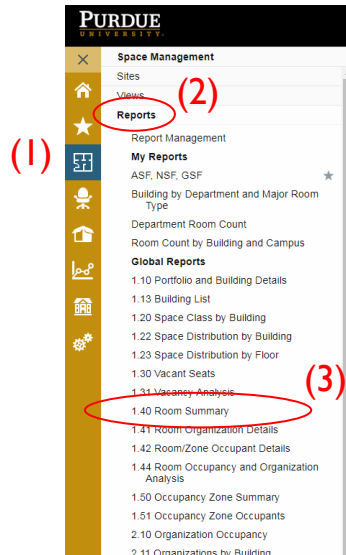 PURDUE
UNIVERSITY.
Space Management
Sites
Views
(2)
Reports
Report Management
(1)
My Reports
ASF, NSF, GSF
Building by Department and Major Room
Type
Department Room Count
Room Count by Building and Campus
Global Reports
1.10 Portfolio and Building Details
1.13 Building List
1.20 Space Class by Building
1.22 Space Distribution by Building
1.23 Space Distribution by Floor
1.30 Vacant Seats
1.31 Vacancy Analysis
(3)
1.40 Room Summary
1.41 Room Organization Details
1.42 Room/Zone Occupant Details
1.44 Room Occupancy and Organization
Analysis
1.50 Occupancy Zone Summary
1.51 Occupancy Zone Occupants
2.10 Organization Occupancy
2.11 Organizations by Building